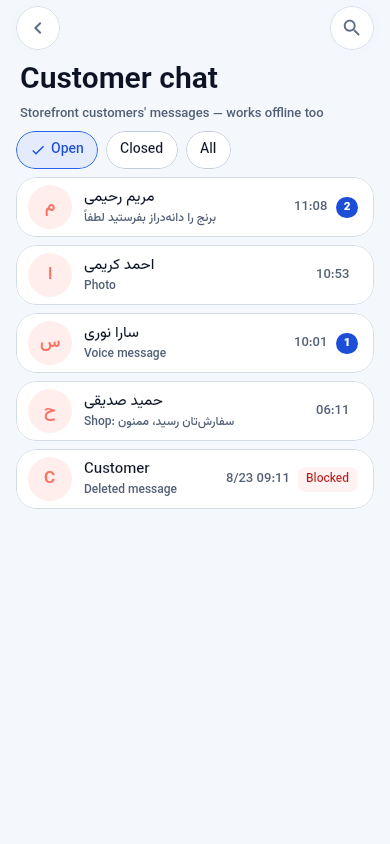 Customer chat
Storefront customers' messages — works offline too
Open
Closed
All
م
مریم رحیمی
برنج را دانه‌دراز بفرستید لطفاً
11:08
2
ا
احمد کریمی
Photo
10:53
س
سارا نوری
Voice message
10:01
1
ح
حمید صدیقی
Shop: سفارش‌تان رسید، ممنون
06:11
C
Customer
Deleted message
8/23 09:11
Blocked